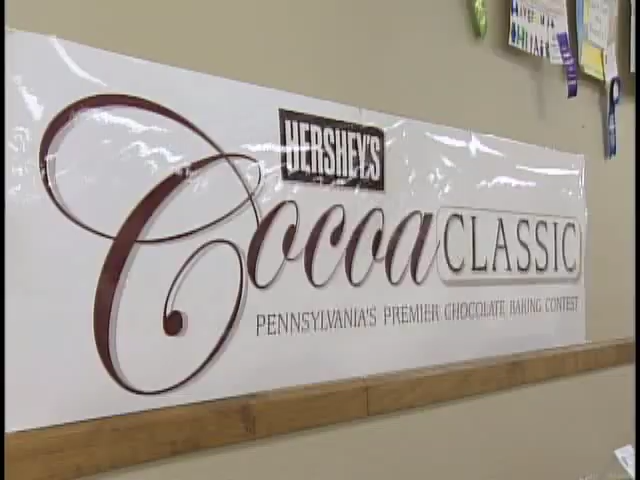 HERSHEY'S
Cocoa CLASSIC
PENNSYLVANIA'S PREMIER CHOCOLATE BAKING CONTEST